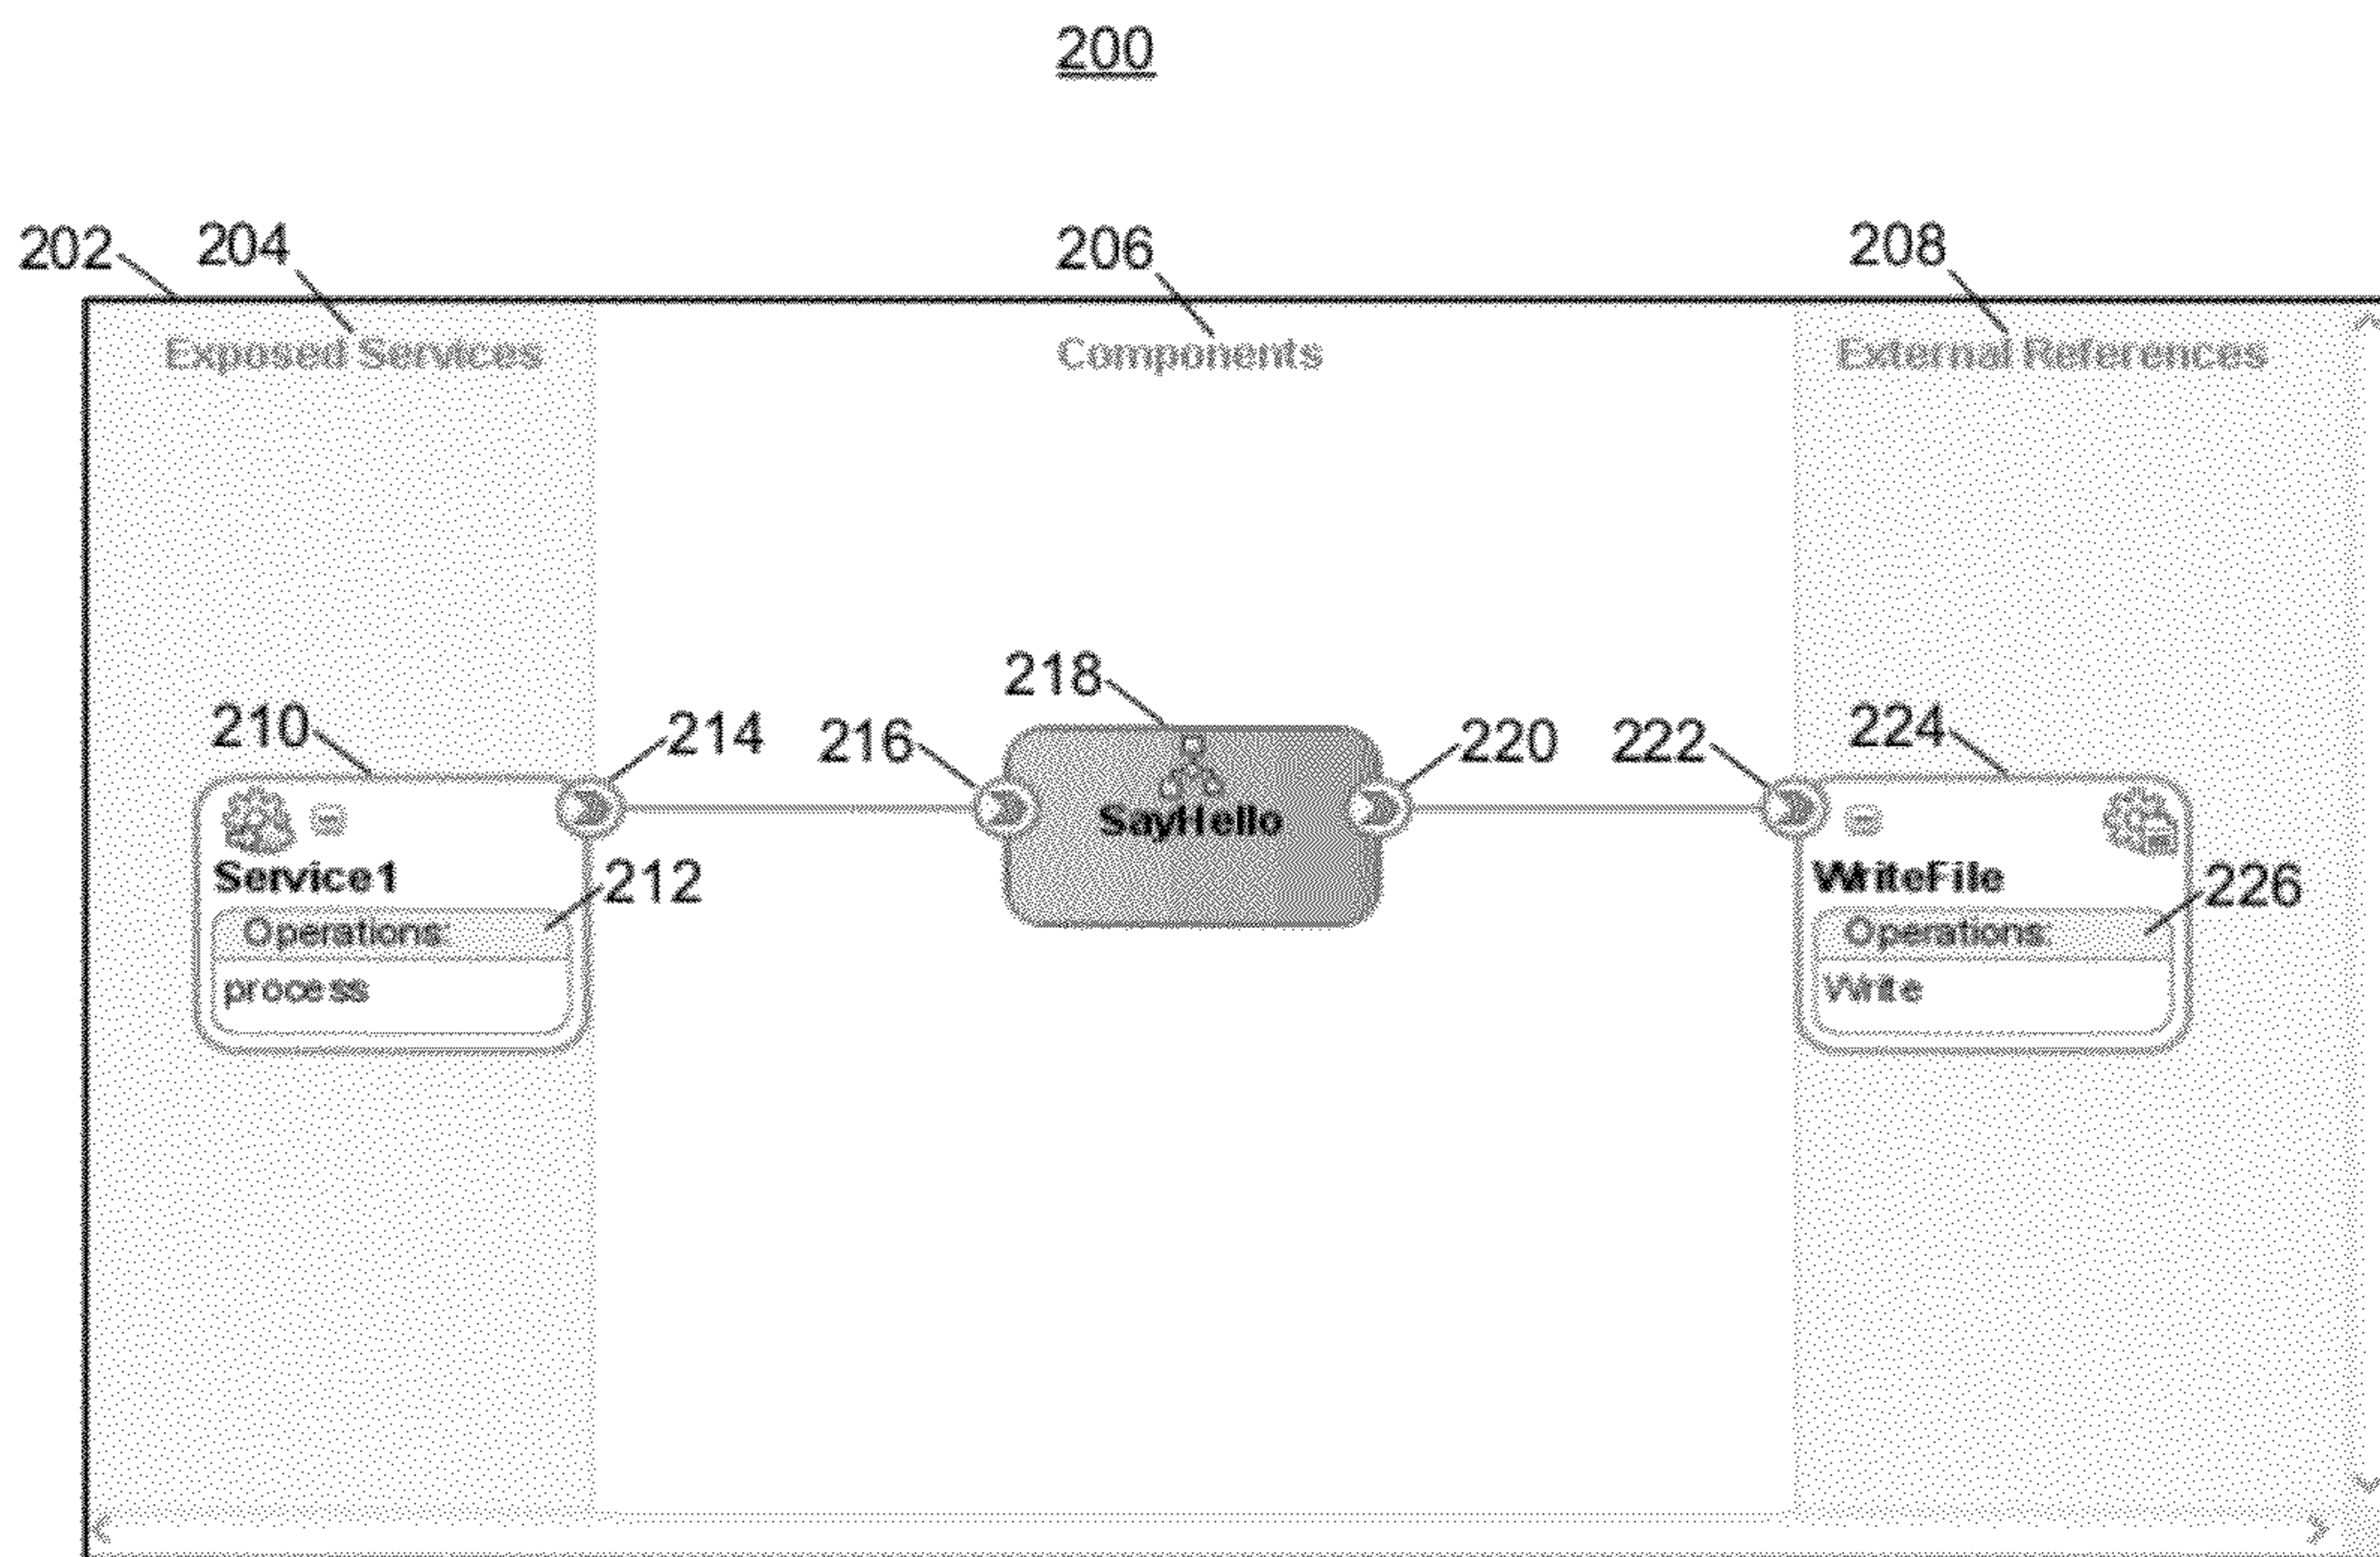 200
202 204 206 208
Exposed Services Components External References
218
210 214 216 220 222 224
SayHello
Service1 212 WriteFile 226
Operations: Operations:
process Write